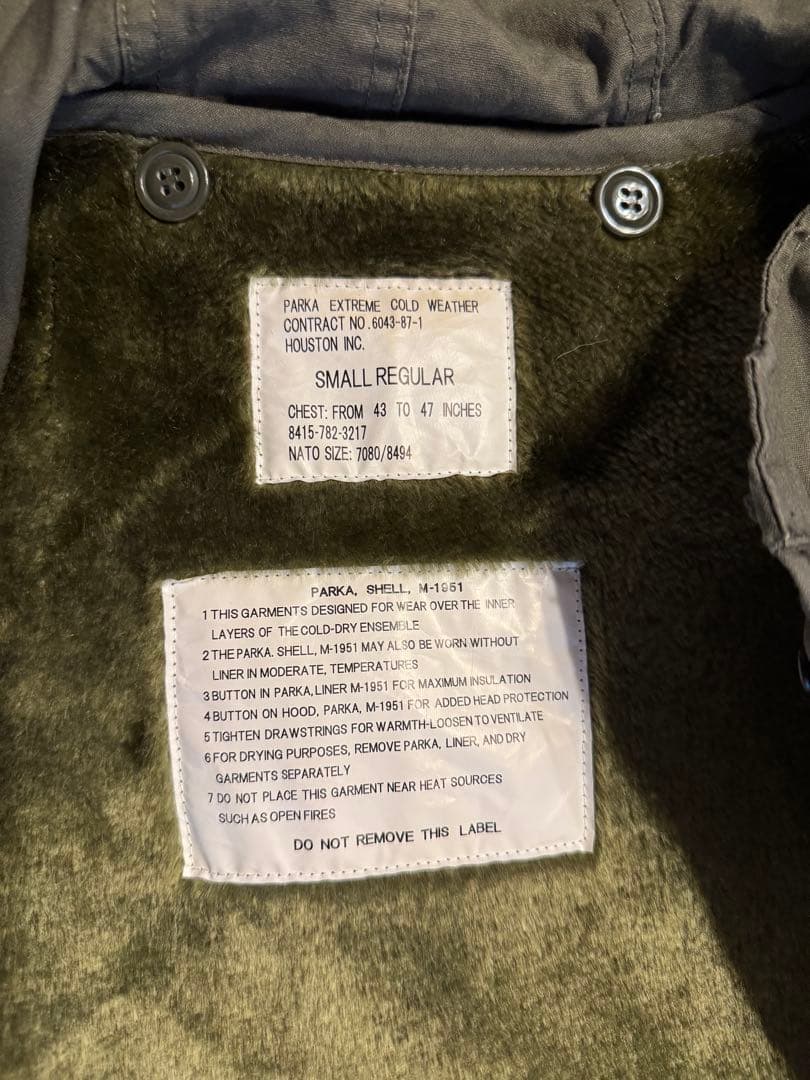 PARKA EXTREME COLD WEATHER
CONTRACT NO.6043-87-1
HOUSTON INC.
SMALL REGULAR
CHEST: FROM 43 TO 47 INCHES
8415-782-3217
NATO SIZE: 7080/8494
PARKA, SHELL, M-1951
1 THIS GARMENTS DESIGNED FOR WEAR OVER THE INNER
LAYERS OF THE COLD-DRY ENSEMBLE
2 THE PARKA. SHELL, M-1951 MAY ALSO BE WORN WITHOUT
LINER IN MODERATE, TEMPERATURES
3 BUTTON IN PARKA, LINER M-1951 FOR MAXIMUM INSULATION
4 BUTTON ON HOOD, PARKA, M-1951 FOR ADDED HEAD PROTECTION
5 TIGHTEN DRAWSTRINGS FOR WARMTH-LOOSEN TO VENTILATE
6 FOR DRYING PURPOSES, REMOVE PARKA, LINER, AND DRY
GARMENTS SEPARATELY
7 DO NOT PLACE THIS GARMENT NEAR HEAT SOURCES
SUCH AS OPEN FIRES
DO NOT REMOVE THIS LABEL